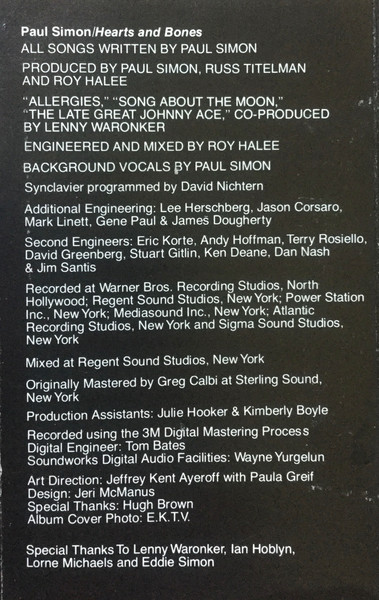 Paul Simon/Hearts and Bones
ALL SONGS WRITTEN BY PAUL SIMON
PRODUCED BY PAUL SIMON, RUSS TITELMAN
AND ROY HALEE
“ALLERGIES,” “SONG ABOUT THE MOON,”
“THE LATE GREAT JOHNNY ACE,” CO-PRODUCED
BY LENNY WARONKER
ENGINEERED AND MIXED BY ROY HALEE
BACKGROUND VOCALS BY PAUL SIMON
Synclavier programmed by David Nichtern
Additional Engineering: Lee Herschberg, Jason Corsaro,
Mark Linett, Gene Paul & James Dougherty
Second Engineers: Eric Korte, Andy Hoffman, Terry Rosiello,
David Greenberg, Stuart Gitlin, Ken Deane, Dan Nash
& Jim Santis
Recorded at Warner Bros. Recording Studios, North
Hollywood; Regent Sound Studios, New York; Power Station
Inc., New York; Mediasound Inc., New York; Atlantic
Recording Studios, New York and Sigma Sound Studios,
New York
Mixed at Regent Sound Studios, New York
Originally Mastered by Greg Calbi at Sterling Sound,
New York
Production Assistants: Julie Hooker & Kimberly Boyle
Recorded using the 3M Digital Mastering Process
Digital Engineer: Tom Bates
Soundworks Digital Audio Facilities: Wayne Yurgelun
Art Direction: Jeffrey Kent Ayeroff with Paula Greif
Design: Jeri McManus
Special Thanks: Hugh Brown
Album Cover Photo: E.K.T.V.
Special Thanks To Lenny Waronker, Ian Hoblyn,
Lorne Michaels and Eddie Simon